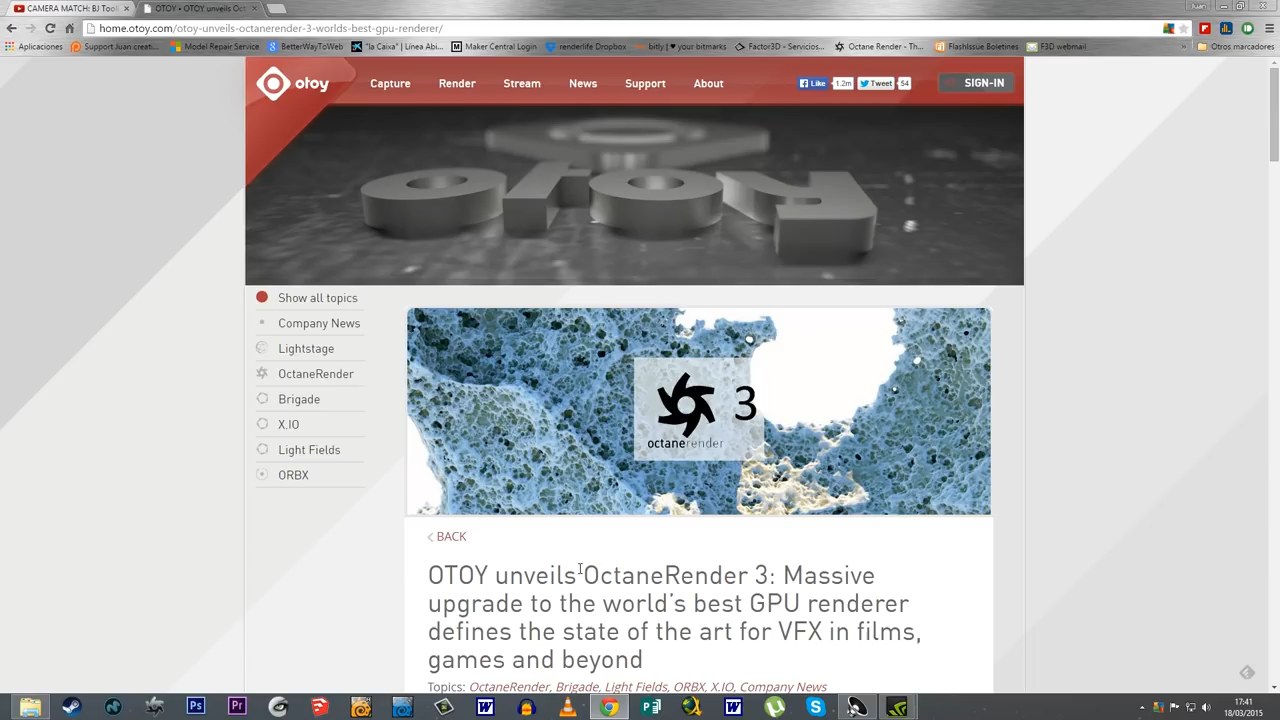 CAMERA MATCH: BJ Tool
OTOY • OTOY unveils Oct
Juan
home.otoy.com/otoy-unveils-octanerender-3-worlds-best-gpu-renderer/
Aplicaciones
Support Juan creati...
Model Repair Service
BetterWayToWeb
"la Caixa" (Línea Abi...
Maker Central Login
renderlife Dropbox
bitly | ♥ your bitmarks
Factor3D - Servicios...
Octane Render - Th...
FlashIssue Boletines
F3D webmail
Otros marcadores
otoy
Capture
Render
Stream
News
Support
About
Like
1.2m
Tweet
54
SIGN-IN
otoy
Show all topics
Company News
Lightstage
OctaneRender
Brigade
X.IO
Light Fields
ORBX
3
octanerender
BACK
OTOY unveils OctaneRender 3: Massive
upgrade to the world's best GPU renderer
defines the state of the art for VFX in films,
games and beyond
Topics: OctaneRender, Brigade, Light Fields, ORBX, X.IO, Company News
17:41
18/03/2015